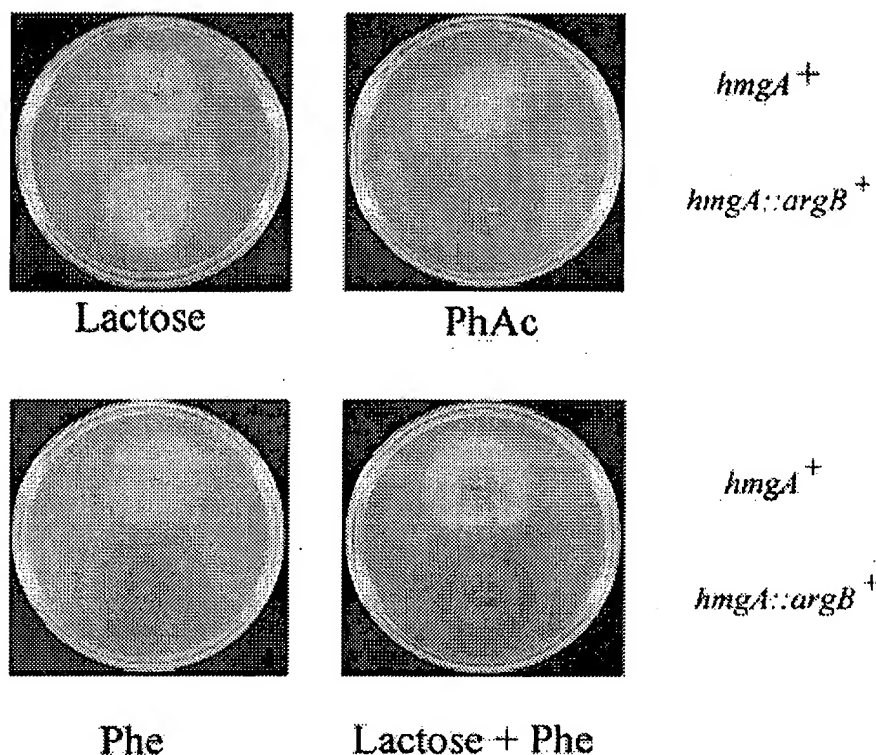 hmgA+
hmgA::argB+
Lactose PhAc
hmgA+
hmgA::argB+
Phe Lactose + Phe